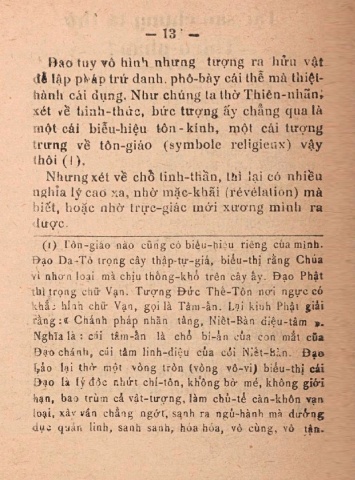 — 13 —
Đạo tuy vô hình nhưng tượng ra hữu vật
để lập pháp trử danh, phô-bày cái thể mà thiệt-
hành cái dụng. Như chúng ta thờ Thiên-nhãn,
xét về hình-thức, bức tượng ấy chẳng qua là
một cái biểu-hiệu tôn-kính, một cái tượng
trưng về tôn-giáo (symbole religieux) vậy
thôi (1).
Nhưng xét về chỗ tinh-thần, thì lại có nhiều
nghĩa lý cao xa, nhờ mặc-khải (révélation) mà
biết, hoặc nhờ trực-giác mới xương minh ra
được.
(1) Tôn-giáo nào cũng có biểu-hiệu riêng của mình.
Đạo Da-Tô trọng cây thập-tự-giá, biểu-thị rằng Chúa
vì nhơn loại mà chịu thống-khổ trên cây ấy. Đạo Phật
thì trọng chữ Vạn. Tượng Đức Thế-Tôn nơi ngực có
khắc hình chữ Vạn, gọi là Tâm-ấn. Lại kinh Phật giải
rằng: « Chánh pháp nhãn tàng, Niết-Bàn diệu-tâm ».
Nghĩa là: cái tâm-ấn là chổ bí-ẩn của con mắt của
Đạo chánh, cái tâm linh-diệu của cỏi Niết-Bàn. Đạo
Lão lại thờ một vòng tròn (vòng vô-vi) biểu-thị cái
Đạo là lý độc nhứt chí-tôn, không bờ mé, không giới
hạn, bao trùm cả vật-tượng, làm chủ-tể càn-khôn vạn
loại, xây vần chẳng ngớt, sanh ra ngũ-hành mà dưởng
dục quần linh, sanh sanh, hóa hóa, vô cùng, vô tận.